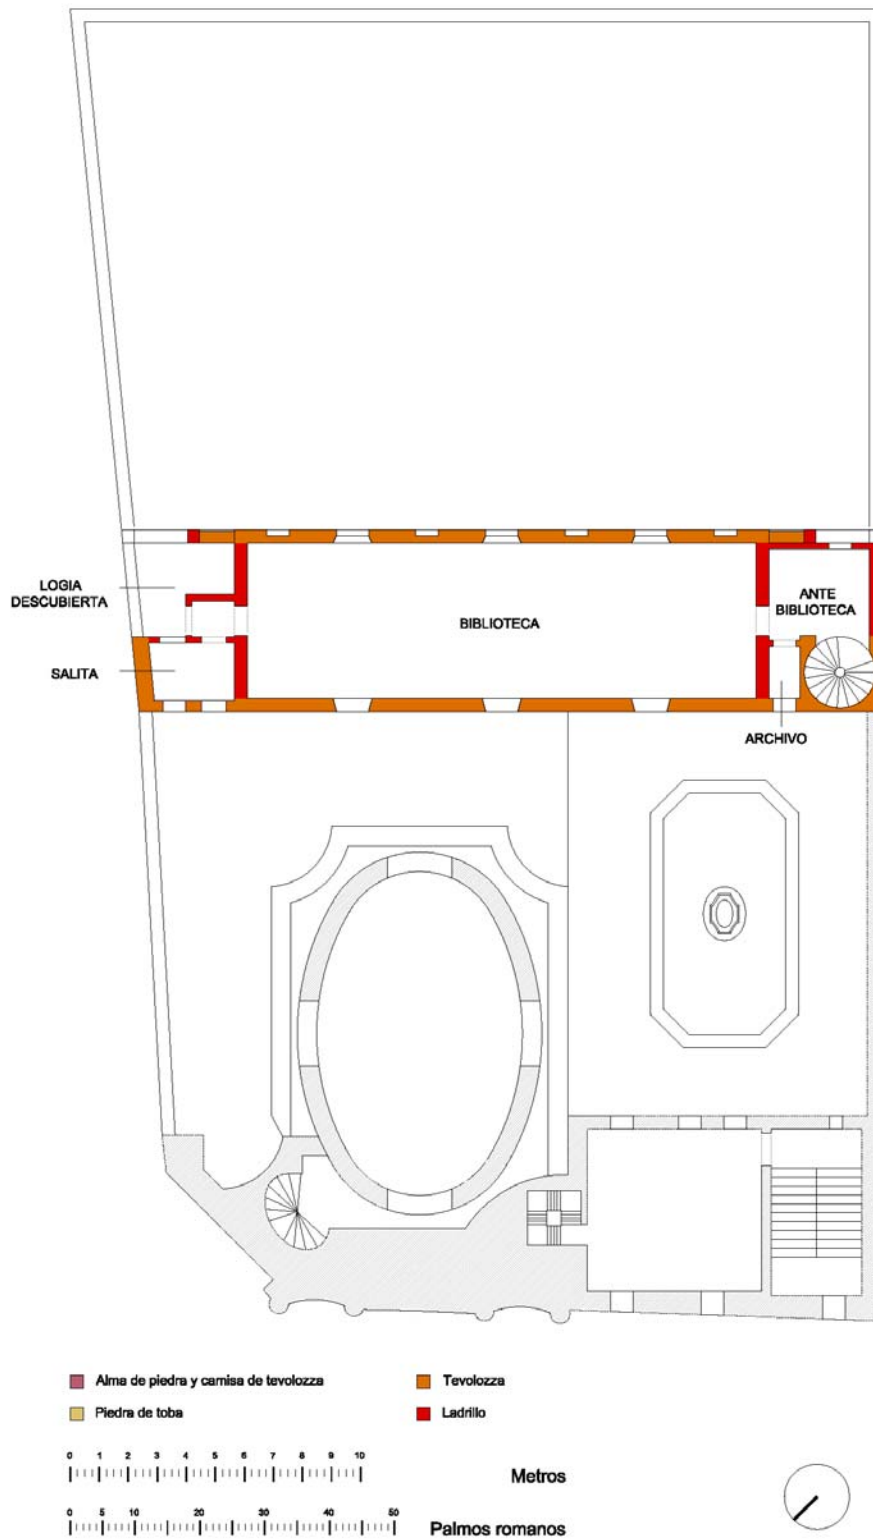 LOGIA
DESCUBIERTA
BIBLIOTECA
ANTE
BIBLIOTECA
SALITA
ARCHIVO
Alma de piedra y camisa de tevolozza
Tevolozza
Piedra de toba
Ladrillo
0 1 2 3 4 5 6 7 8 9 10
Metros
0 5 10 20 30 40 50
Palmos romanos